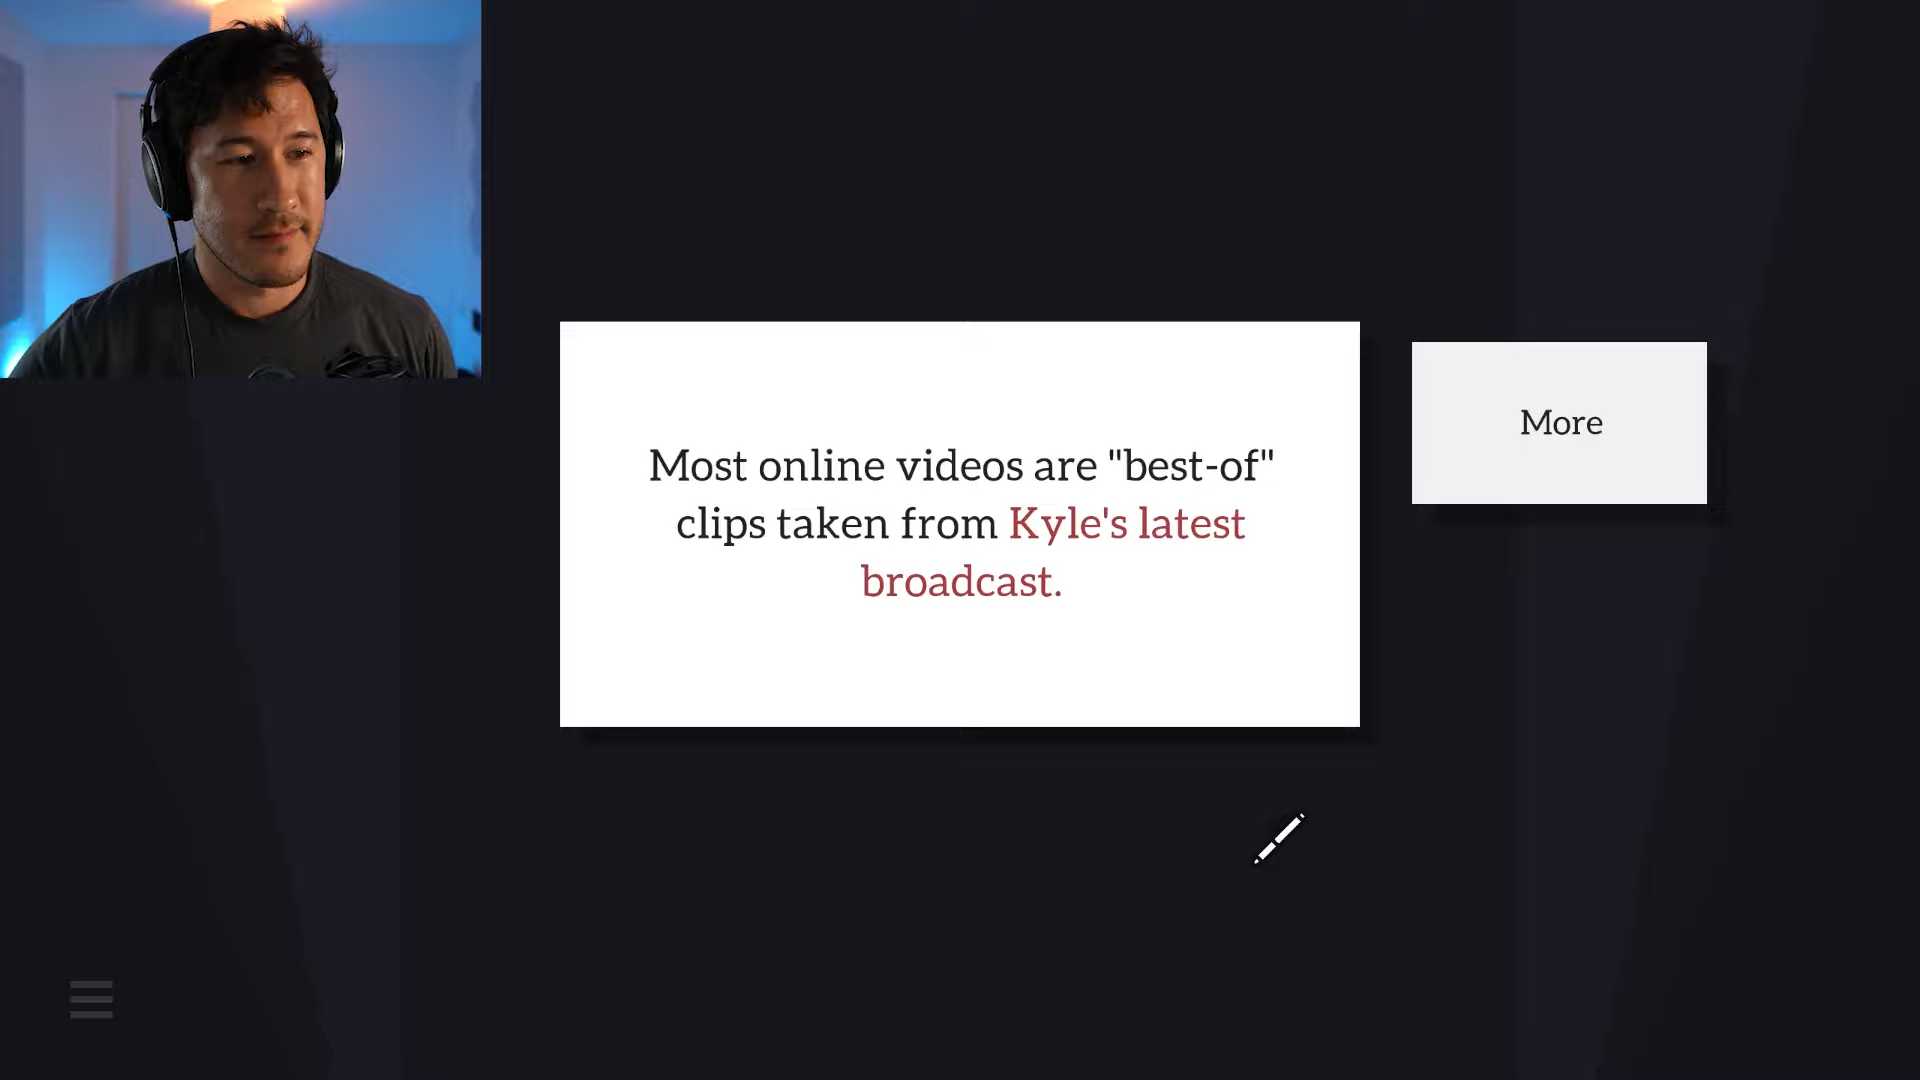 Most online videos are "best-of"
clips taken from Kyle's latest
broadcast.
More